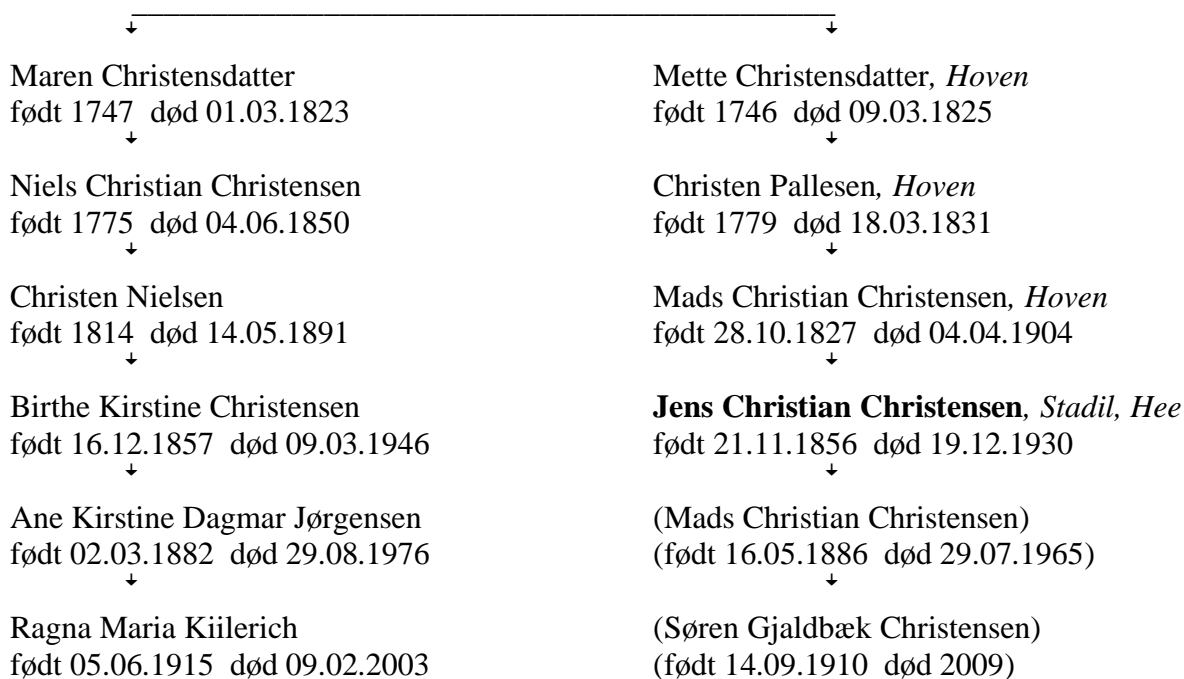 Maren Christensdatter
født 1747 død 01.03.1823
Niels Christian Christensen
født 1775 død 04.06.1850
Christen Nielsen
født 1814 død 14.05.1891
Birthe Kirstine Christensen
født 16.12.1857 død 09.03.1946
Ane Kirstine Dagmar Jørgensen
født 02.03.1882 død 29.08.1976
Ragna Maria Kiilerich
født 05.06.1915 død 09.02.2003
Mette Christensdatter, Hoven
født 1746 død 09.03.1825
Christen Pallesen, Hoven
født 1779 død 18.03.1831
Mads Christian Christensen, Hoven
født 28.10.1827 død 04.04.1904
Jens Christian Christensen, Stadil, Hee
født 21.11.1856 død 19.12.1930
(Mads Christian Christensen)
(født 16.05.1886 død 29.07.1965)
(Søren Gjaldbæk Christensen)
(født 14.09.1910 død 2009)